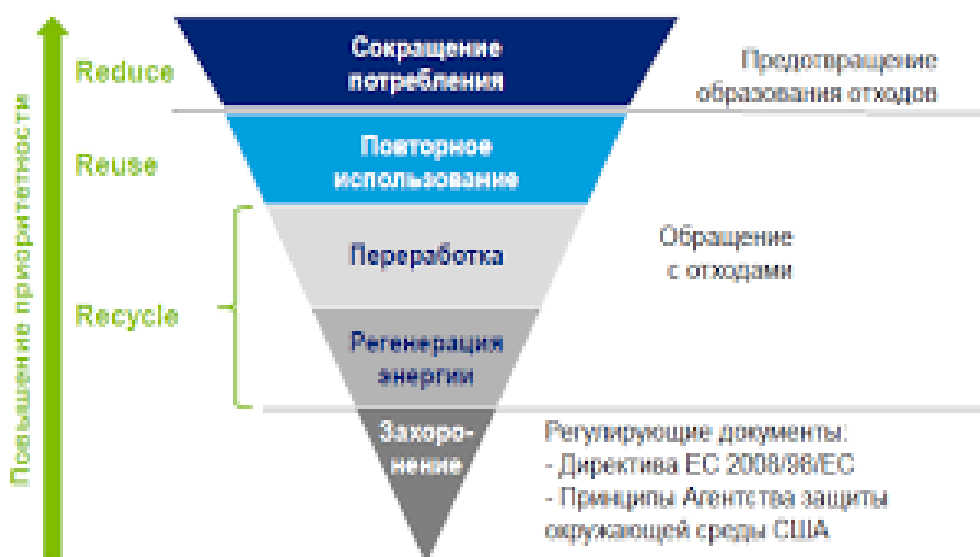 Повышение приоритетности
Reduce
Сокращение
потребления
Предотвращение
образования отходов
Reuse
Повторное
использование
Recycle
Переработка
Регенерация
энергии
Обращение
с отходами
Захоро-
нение
Регулирующие документы:
- Директива ЕС 2008/98/ЕС
- Принципы Агентства защиты
окружающей среды США